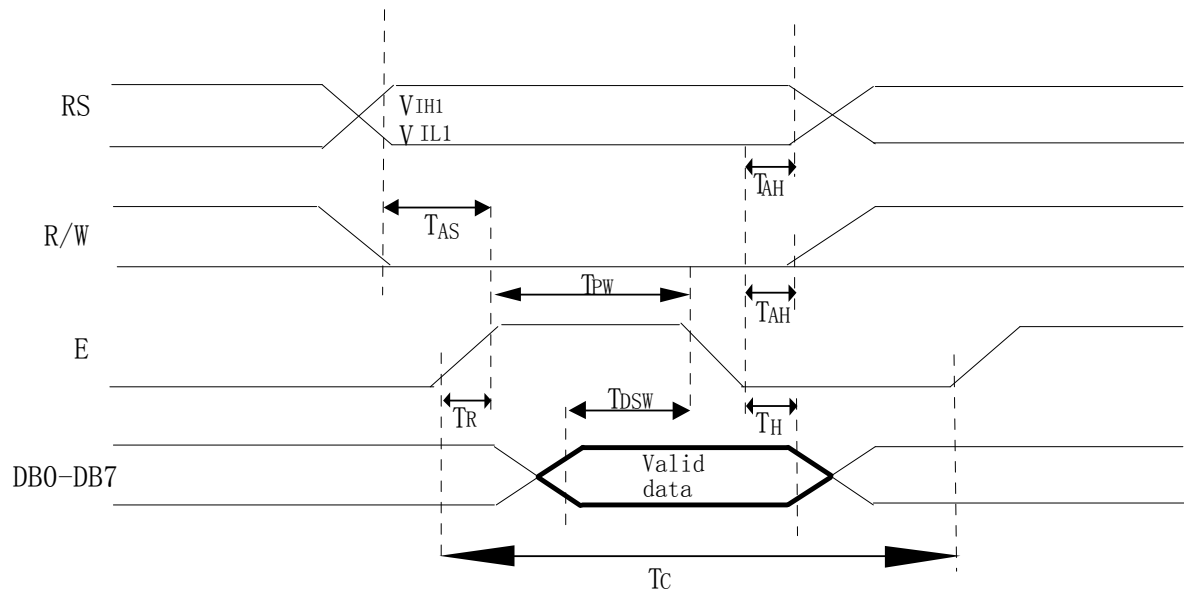 RS
VIH1
VIL1
TAH
R/W
TAS
TPW
TAH
E
TR
TDSW
TH
DB0-DB7
Valid
data
TC